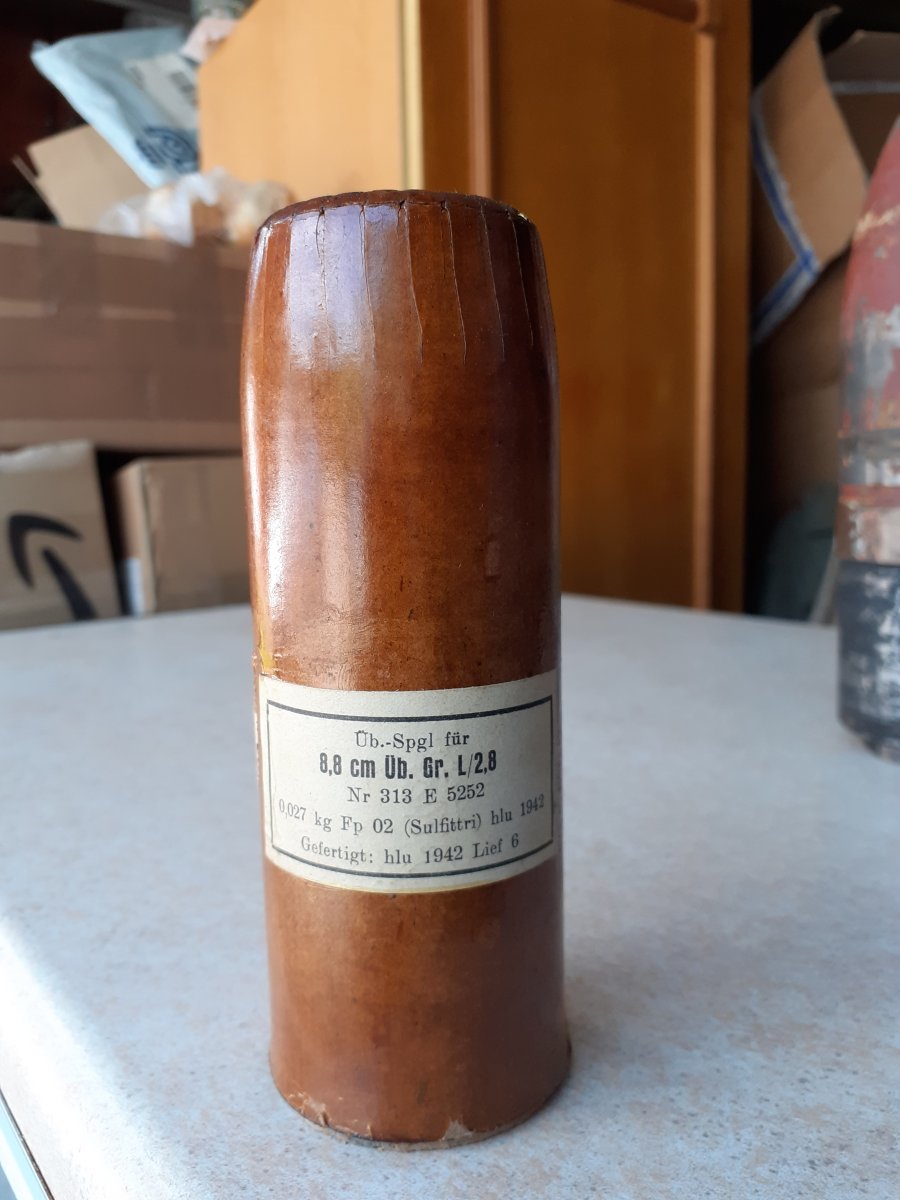 Üb.-Spgl für
8,8 cm Üb. Gr. L/2,8
Nr 313 E 5252
0,027 kg Fp 02 (Sulfittri) hlu 1942
Gefertigt: hlu 1942 Lief 6